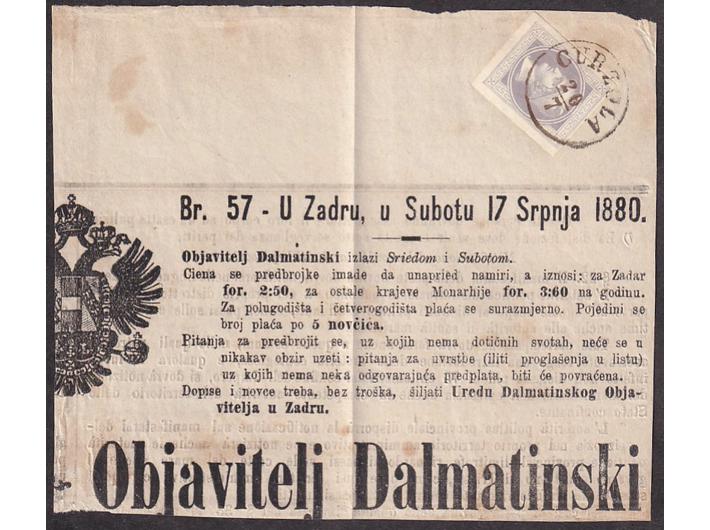 CURZOLA
20
7
Br. 57 - U Zadru, u Subotu 17 Srpnja 1880.
Objavitelj Dalmatinski izlazi Sriedom i Subotom.
Ciena se predbrojke imade da unapried namiri, a iznosi: za Zadar
for. 2:50, za ostale krajeve Monarhije for. 3:60 na godinu.
Za polugodišta i četverogodišta plaća se surazmjerno. Pojedini se
broj plaća po 5 novčića.
Pitanja za predbrojit se, uz kojih nema dotičnih svotah, neće se u
nikakav obzir uzeti: pitanja za uvrstbe (iliti proglašenja u listu)
uz kojih nema neka odgovarajuća predplata, biti će povraćena.
Dopise i novce treba, bez troška, šiljati Uredu Dalmatinskog Obja-
vitelja u Zadru.
Objavitelj Dalmatinski